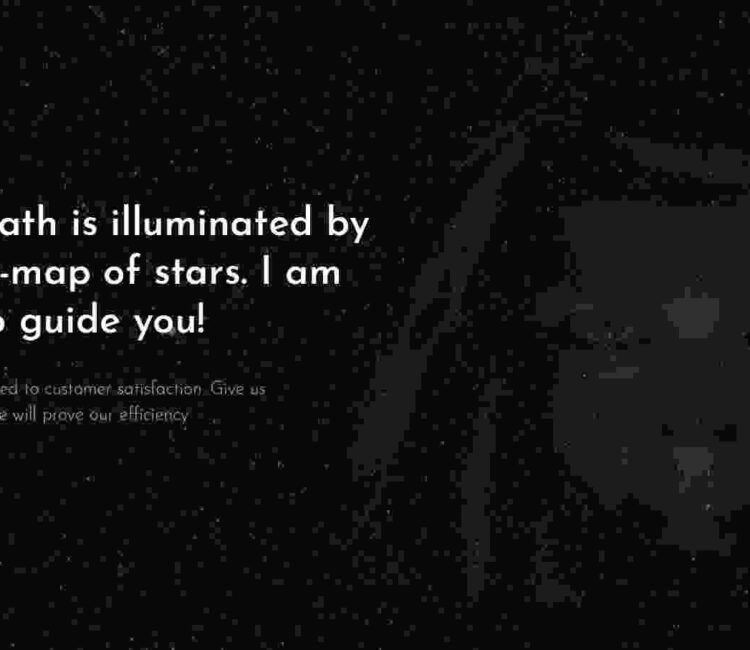 ath is illuminated by
-map of stars. I am
o guide you!
ed to customer satisfaction. Give us
e will prove our efficiency